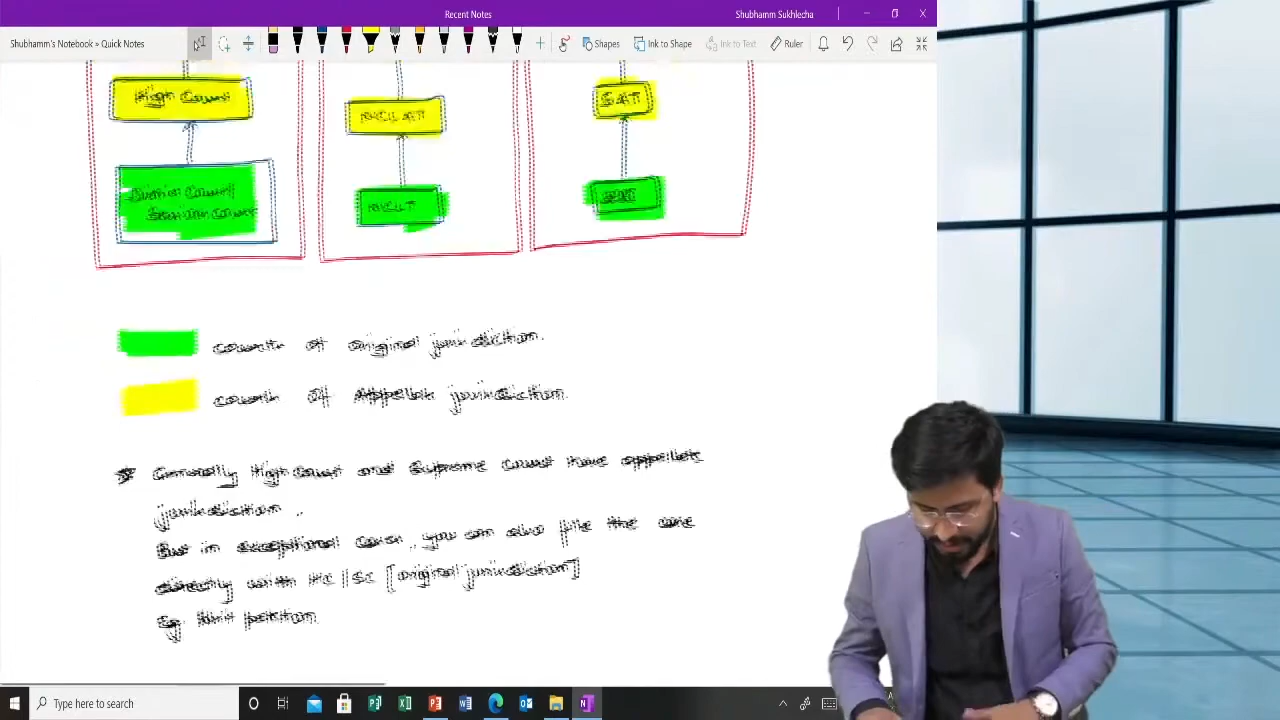 Recent Notes
Shubhamm Sukhlecha
Shubhamm's Notebook » Quick Notes
Shapes
Ink to Shape
Ink to Text
Ruler
High Court
NCLAT
SAT
Session Court
NCLT
courts of original jurisdiction.
courts of Appellate jurisdiction.
Generally High Court and Supreme Court have appellate
jurisdiction.
But in exceptional cases, you can also file the case
directly with HC/SC [original jurisdiction]
Eg Writ petition
Type here to search